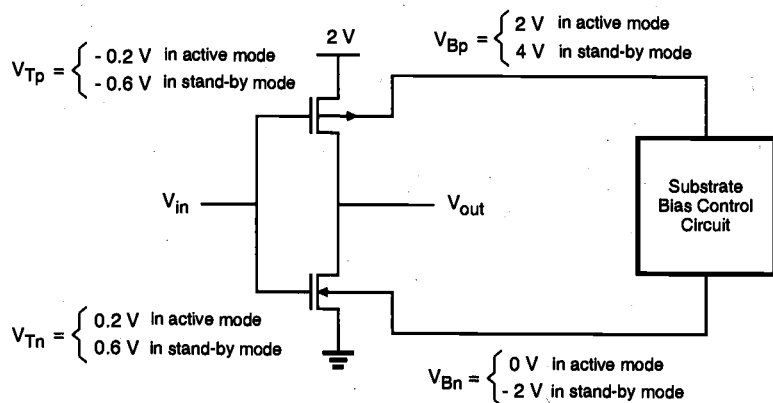 2 V
V_Bp = { 2 V in active mode
4 V in stand-by mode
V_Tp = { - 0.2 V in active mode
- 0.6 V in stand-by mode
V_in
V_out
Substrate
Bias Control
Circuit
V_Tn = { 0.2 V in active mode
0.6 V in stand-by mode
V_Bn = { 0 V in active mode
- 2 V in stand-by mode